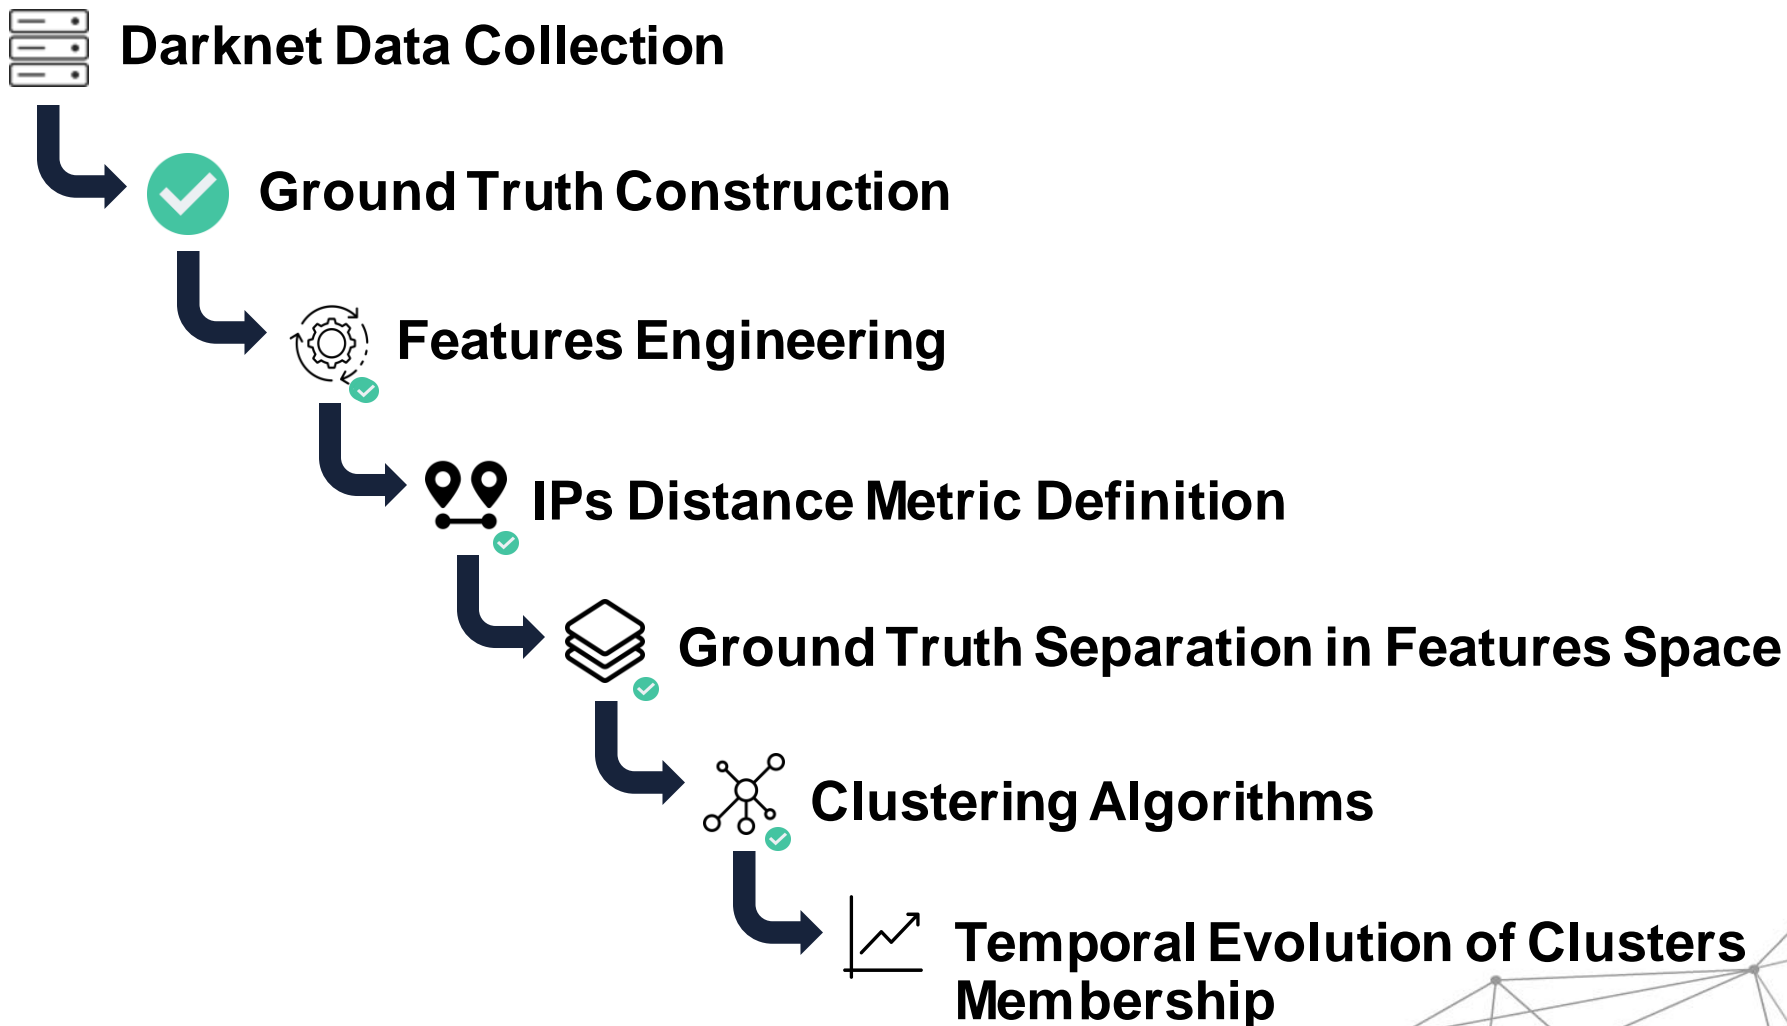 Darknet Data Collection
Ground Truth Construction
Features Engineering
IPs Distance Metric Definition
Ground Truth Separation in Features Space
Clustering Algorithms
Temporal Evolution of Clusters
Membership